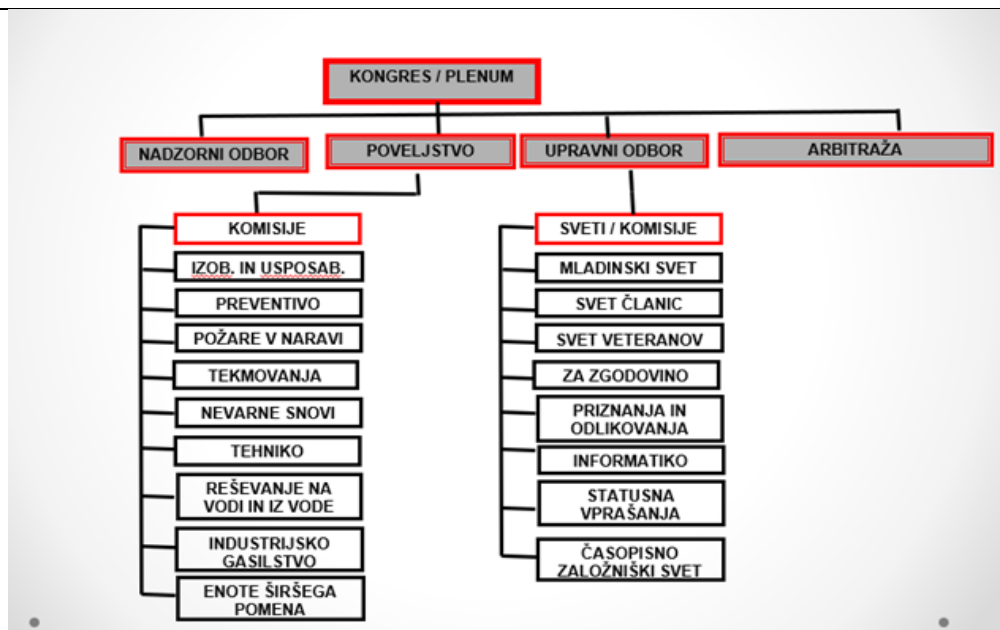 KONGRES / PLENUM
NADZORNI ODBOR
POVELJSTVO
UPRAVNI ODBOR
ARBITRAŽA
KOMISIJE
IZOB. IN USPOSAB.
PREVENTIVO
POŽARE V NARAVI
TEKMOVANJA
NEVARNE SNOVI
TEHNIKO
REŠEVANJE NA
VODI IN IZ VODE
INDUSTRIJSKO
GASILSTVO
ENOTE ŠIRŠEGA
POMENA
SVETI / KOMISIJE
MLADINSKI SVET
SVET ČLANIC
SVET VETERANOV
ZA ZGODOVINO
PRIZNANJA IN
ODLIKOVANJA
INFORMATIKO
STATUSNA
VPRAŠANJA
ČASOPISNO
ZALOŽNIŠKI SVET